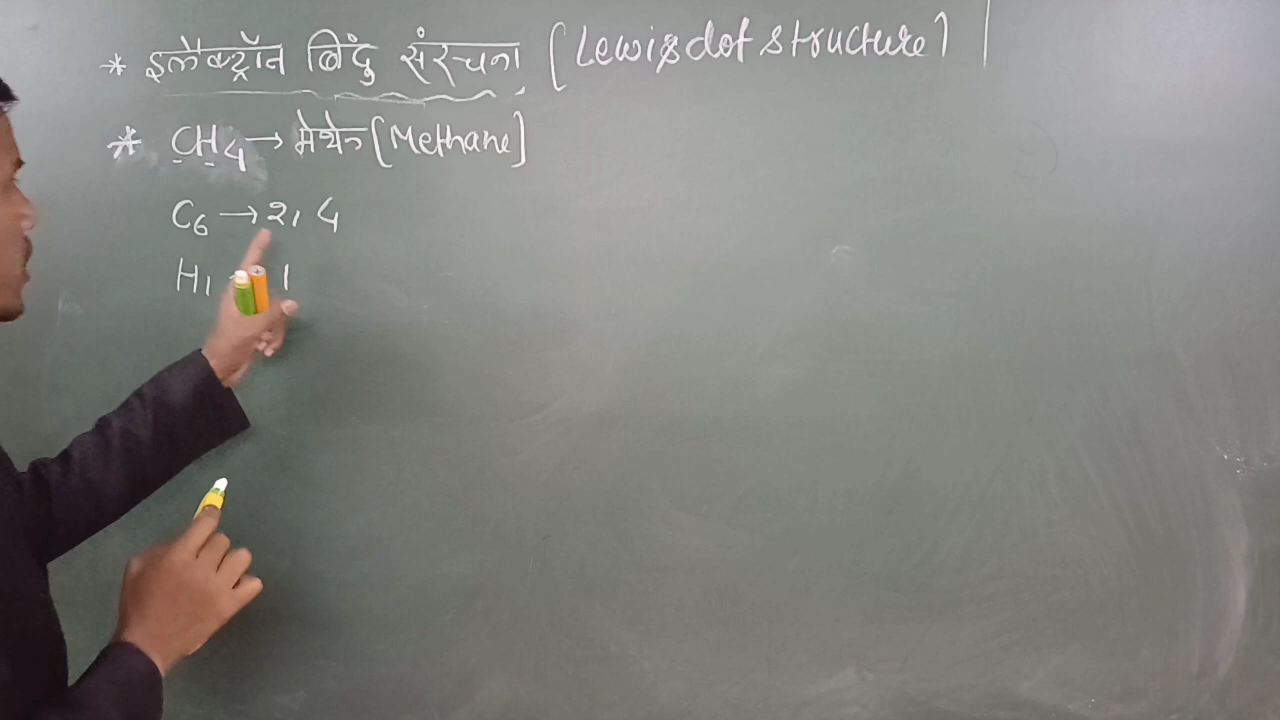 * इलैक्ट्रॉन बिंदु संरचना [Lewis dot structure]
* CH4 → मेथेन [Methane]
C6 → 2, 4
H1 → 1